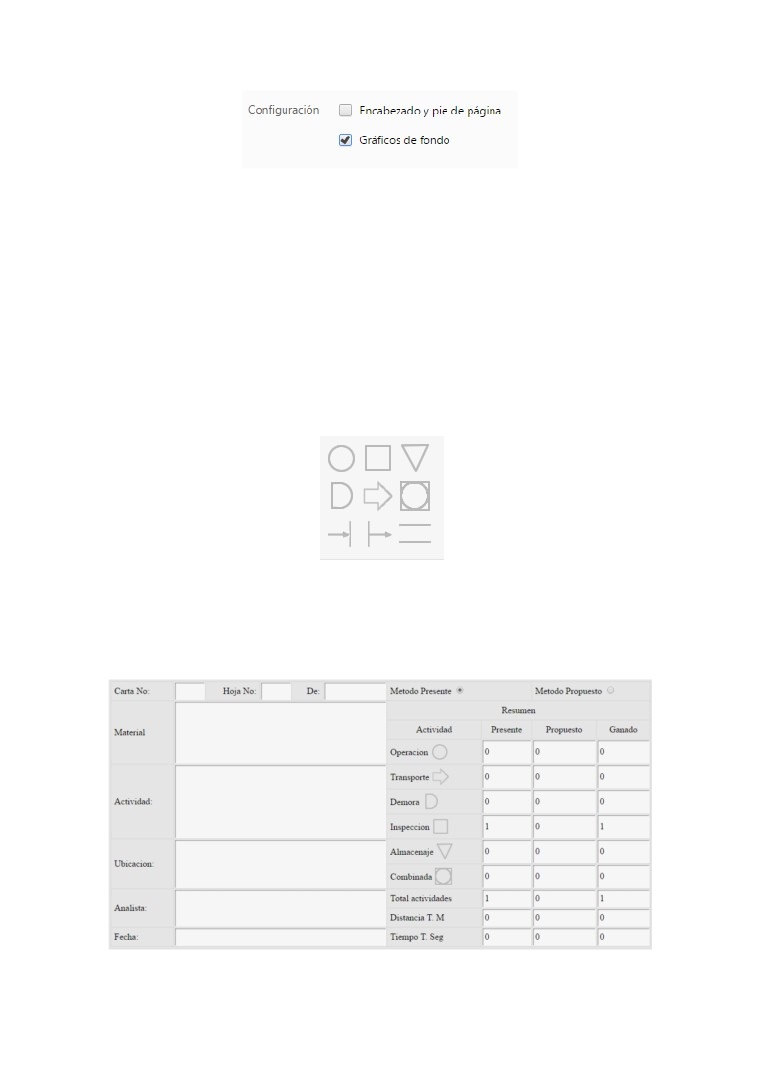 Configuración Encabezado y pie de página
Gráficos de fondo
Carta No: Hoja No: De: Metodo Presente Metodo Propuesto
Resumen
Material
Actividad Presente Propuesto Ganado
Operacion 0 0 0
Transporte 0 0 0
Actividad:
Demora 0 0 0
Inspeccion 1 0 1
Almacenaje 0 0 0
Ubicacion:
Combinada 0 0 0
Total actividades 1 0 1
Analista:
Distancia T. M 0 0 0
Fecha: Tiempo T. Seg 0 0 0